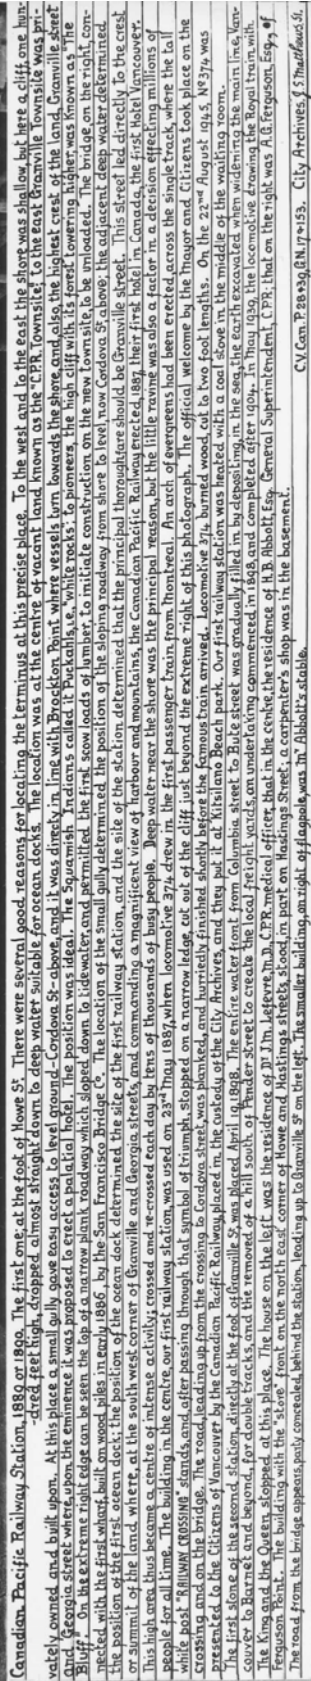 Canadian Pacific Railway Station, 1880 or 1890. The first one; at the foot of Howe St. There were several good reasons for locating the terminus at this precise place. To the west and to the east the shore was shallow, but here a cliff, one hun-
-dred feet high, dropped almost straight down to deep water suitable for ocean docks. The location was at the centre of vacant land known as the "C.P.R. Townsite;" to the east Granville Townsite was pri-
vately owned and built upon. At this place a small gully gave easy access to level ground-Cordova St-above, and it was directly in line with Brockton Point where vessels turn towards the shore, and, also, the highest crest of the land, Granville street
and Georgia street where, upon the eminence it was proposed to erect a palatial hotel. The position was ideal. The Squamish Indians called it Puckahls, i.e. "white rocks"; to pioneers, the high cliff with its forest towering higher, was known as "The
Bluff". On the extreme right edge can be seen the top of a narrow plank roadway which sloped down to tidewater, and permitted the first scow loads of lumber, to initiate construction on the new townsite, to be unloaded. The bridge on the right, con-
nected with the first wharf, built on wood piles in early 1886, by the San Francisco Bridge Co. The location of the small gully determined the position of the sloping roadway from shore to level, now Cordova St, above; the adjacent deep water determined
the position of the first ocean dock; the position of the ocean dock determined the site of the first railway station, and the site of the station, determined that the principal thoroughfare should be Granville street. This street led directly to the crest
or summit of the land where, at the south west corner of Granville and Georgia streets, and commanding a magnificent view of harbour and mountains, the Canadian Pacific Railway erected, 1887, their first hotel in Canada, the first Hotel Vancouver.
This high area thus became a centre of intense activity; crossed and re-crossed each day by tens of thousands of busy people. Deep water near the shore was the principal reason, but the little ravine was also a factor in a decision effecting millions of
people for all time. The building in the centre, our first railway station, was used on 23rd May 1887, when locomotive 374 drew in the first passenger train from Montreal. An arch of evergreens had been erected across the single track, where the tall
white post "RAILWAY CROSSING" stands, and, after passing through that symbol of triumph, stopped on a narrow ledge, cut out of the cliff just beyond the extreme right of this photograph. The official welcome by the Mayor and Citizens took place on the
crossing and on the bridge. The road, leading up from the crossing to Cordova street, was planked, and hurriedly finished shortly before the famous train arrived. Locomotive 374 burned wood, cut to two foot lengths. On the 22nd August 1945, No 374 was
presented to the Citizens of Vancouver by the Canadian Pacific Railway, placed in the custody of the City Archives, and they put it at Kitsilano Beach park. Our first railway station was heated with a coal stove in the middle of the waiting room.
The first stone of the second station, directly at the foot of Granville St, was placed April 19, 1898. The entire water front from Columbia street to Bute street was gradually filled in by depositing, in the sea, the earth excavated when widening the main line, Van-
couver to Barnet and beyond, for double tracks, and the removed of a hill south of Pender street to create the local freight yards, an undertaking commenced in 1898, and completed after 1904. In May 1939, the locomotive drawing the Royal train, with
The King and the Queen, stopped at this place. The house on the left was the residence of Dr J.M. Lefevre, M.D., C.P.R. medical officer, that in the centre, the residence of H.B. Abbott, Esq. General Superintendent, C.P.R; that on the right was A.G. Ferguson, Esq., of
Ferguson Point. The building with the "store" front on the north east corner of Howe and Hastings streets, stood, in part on Hastings Street; a carpenter's shop was in the basement.
The road from the bridge appears, partly concealed, behind the station, leading up to Granville St on the left. The smaller building, on right of flagpole, was Mr Abbott's stable.
C.V. Can. P. 28 & 39, G.N. 17 & 153. City Archives. J.S. Matthews.